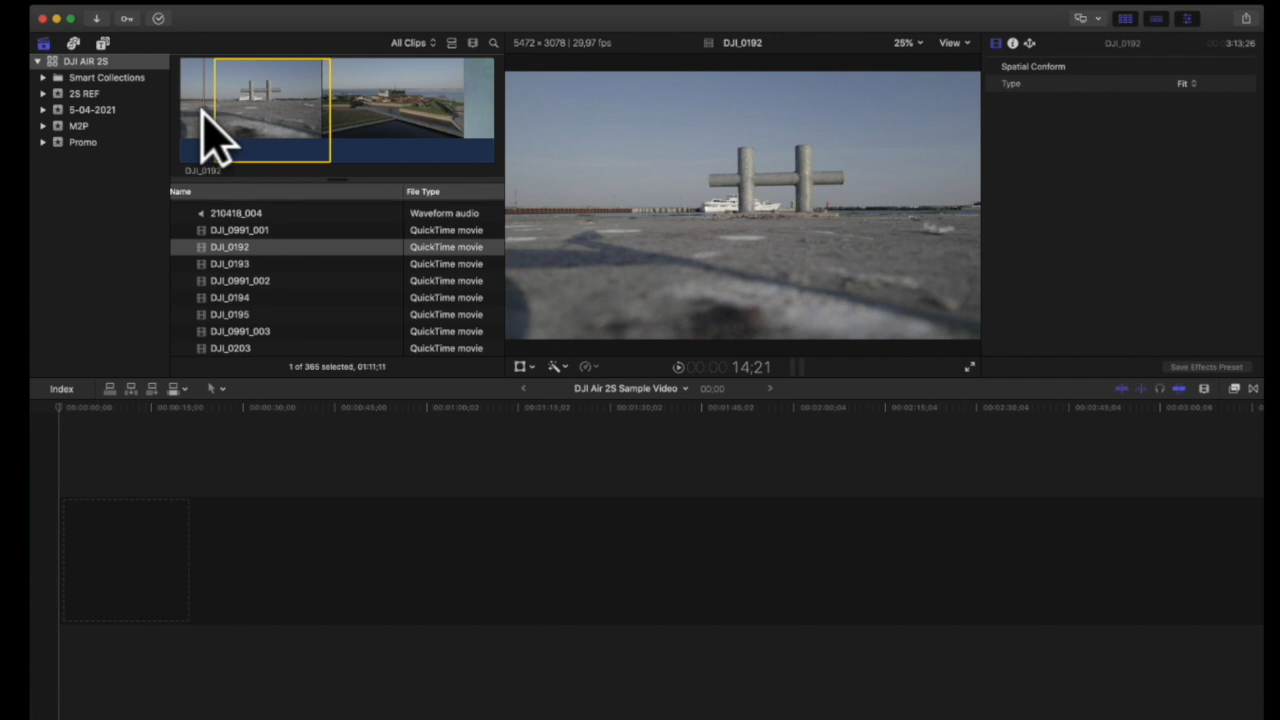 All Clips
5472 × 3078 | 29,97 fps
DJI_0192
25%
View
DJI_0192
3:13;26
DJI AIR 2S
Smart Collections
2S REF
5-04-2021
M2P
Promo
DJI_0192
Spatial Conform
Type
Fit
Name
File Type
210418_004
Waveform audio
DJI_0991_001
QuickTime movie
DJI_0192
QuickTime movie
DJI_0193
QuickTime movie
DJI_0991_002
QuickTime movie
DJI_0194
QuickTime movie
DJI_0195
QuickTime movie
DJI_0991_003
QuickTime movie
DJI_0203
QuickTime movie
1 of 365 selected, 01:11;11
00:00:14;21
Save Effects Preset
Index
DJI Air 2S Sample Video
00:00
00:00:00;00
00:00:15;00
00:00:30;00
00:00:45;00
00:01:00;02
00:01:15;02
00:01:30;02
00:01:45;02
00:02:00;04
00:02:15;04
00:02:30;04
00:02:45;04
00:03:00;06